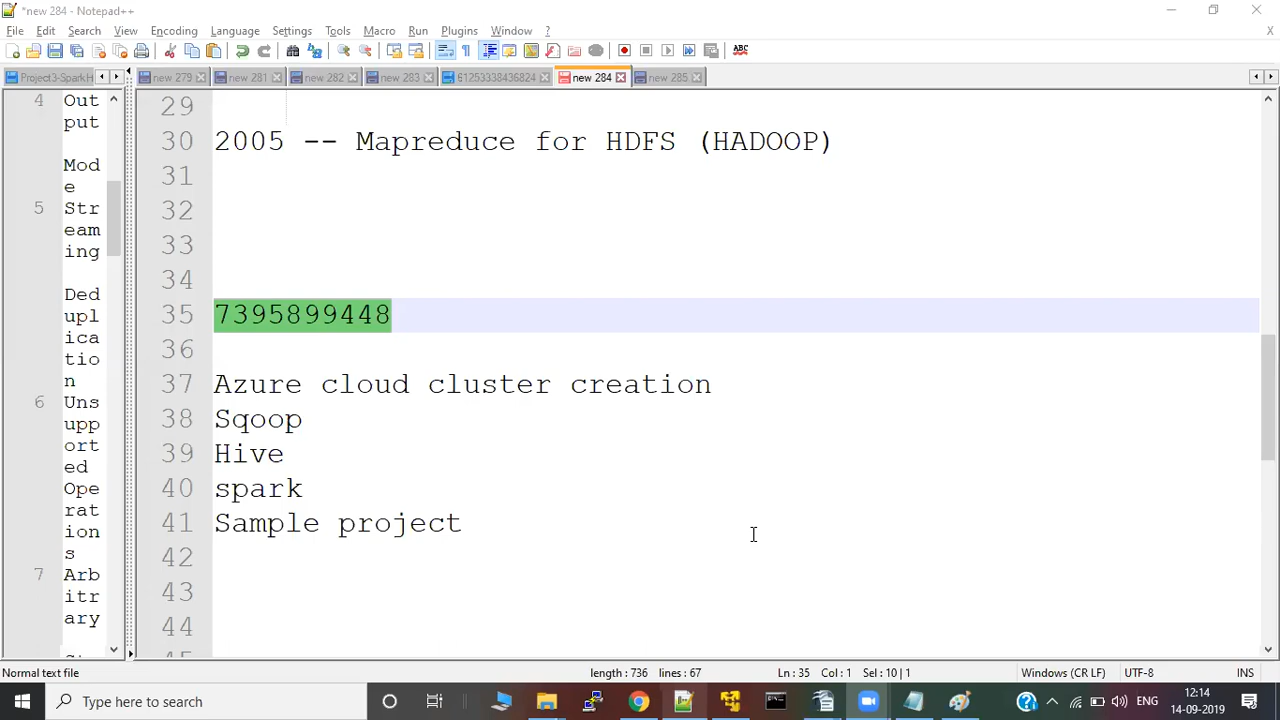 *new 284 - Notepad++
File Edit Search View Encoding Language Settings Tools Macro Run Plugins Window ?
X
ABC
Project3-SparkH new 279 new 281 new 282 new 283 61253338436824 new 284 new 285
4 Out
put
Mod
e
5 Str
eam
ing
Ded
upl
ica
tio
n
6 Uns
upp
ort
ed
Ope
rat
ion
s
7 Arb
itr
ary
29
30 2005 -- Mapreduce for HDFS (HADOOP)
31
32
33
34
35 7395899448
36
37 Azure cloud cluster creation
38 Sqoop
39 Hive
40 spark
41 Sample project
42
43
44
Normal text file length : 736 lines : 67 Ln : 35 Col : 1 Sel : 10 | 1 Windows (CR LF) UTF-8 INS
Type here to search
ENG
12:14
14-09-2019